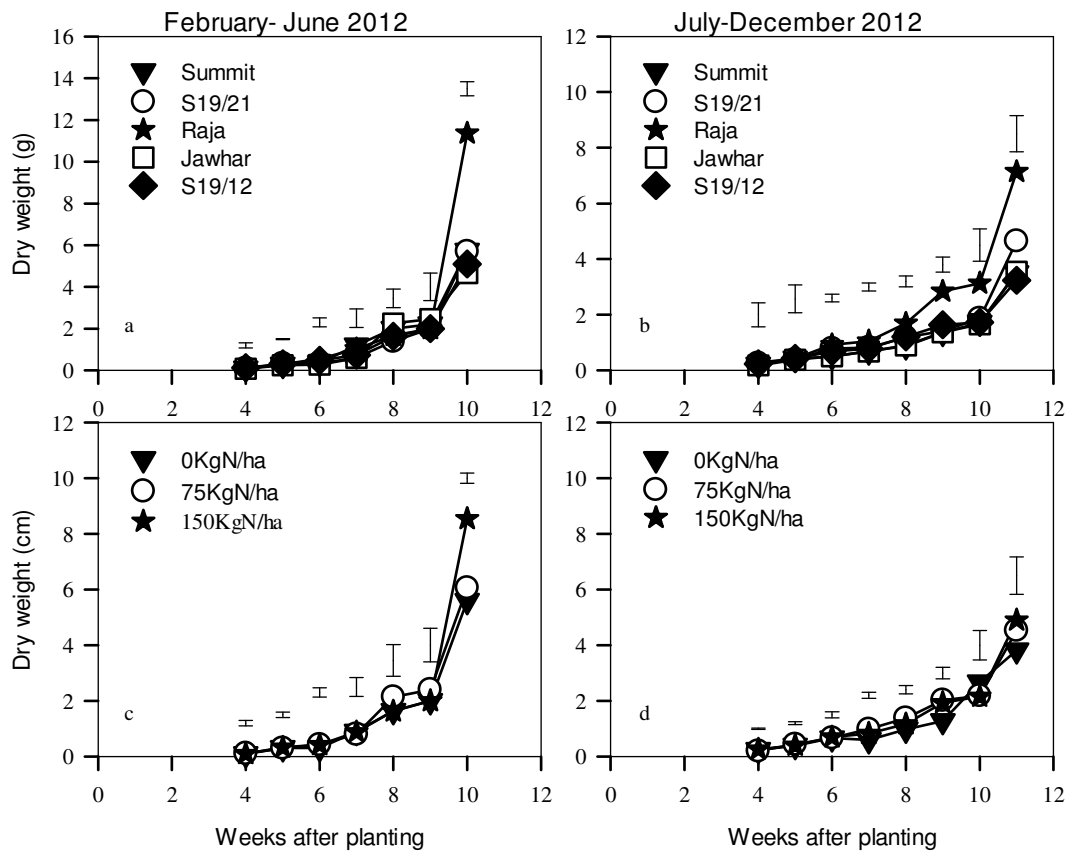 February- June 2012
July-December 2012
Dry weight (g)
16
14
12
10
8
6
4
2
0
Summit
S19/21
Raja
Jawhar
S19/12
a
0 2 4 6 8 10 12
12
10
8
6
4
2
0
Summit
S19/21
Raja
Jawhar
S19/12
b
0 2 4 6 8 10 12
Dry weight (cm)
12
10
8
6
4
2
0
0KgN/ha
75KgN/ha
150KgN/ha
c
0 2 4 6 8 10 12
Weeks after planting
12
10
8
6
4
2
0
0KgN/ha
75KgN/ha
150KgN/ha
d
0 2 4 6 8 10 12
Weeks after planting